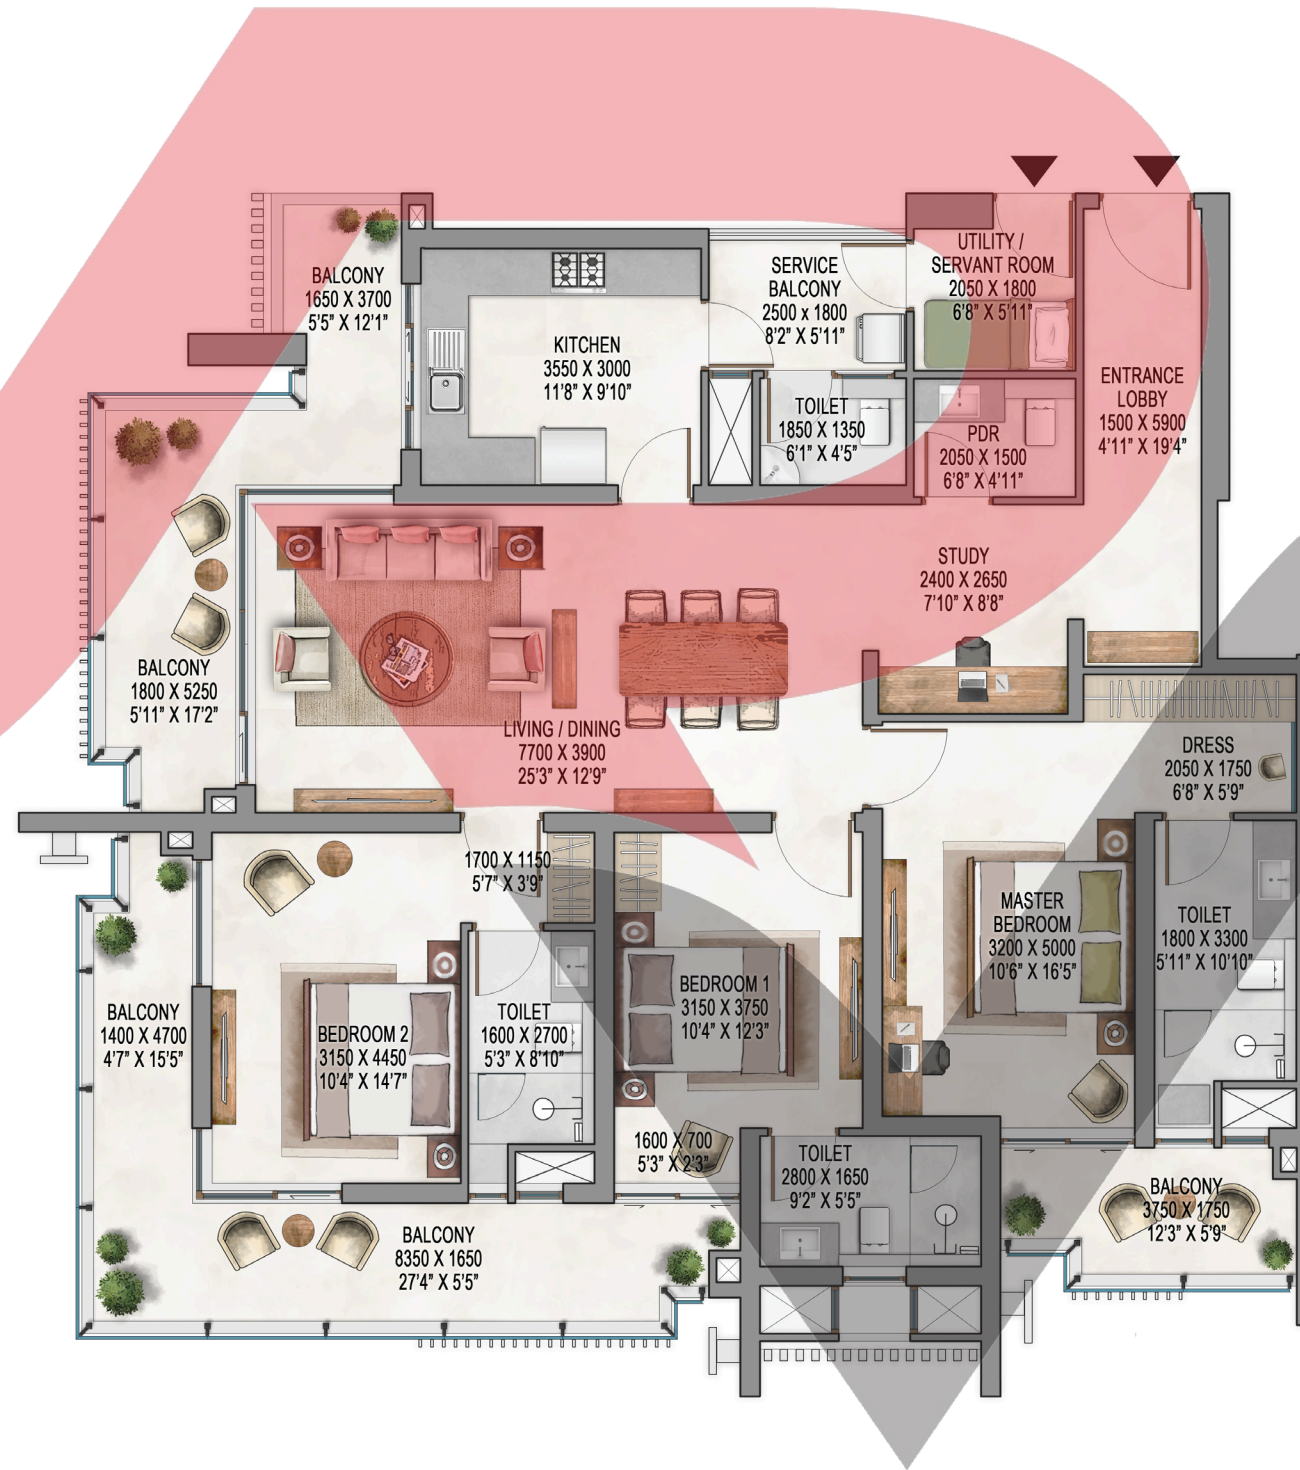 BALCONY
1650 X 3700
5'5" X 12'1"
KITCHEN
3550 X 3000
11'8" X 9'10"
SERVICE
BALCONY
2500 x 1800
8'2" X 5'11"
UTILITY /
SERVANT ROOM
2050 X 1800
6'8" X 5'11"
TOILET
1850 X 1350
6'1" X 4'5"
PDR
2050 X 1500
6'8" X 4'11"
ENTRANCE
LOBBY
1500 X 5900
4'11" X 19'4"
STUDY
2400 X 2650
7'10" X 8'8"
BALCONY
1800 X 5250
5'11" X 17'2"
LIVING / DINING
7700 X 3900
25'3" X 12'9"
DRESS
2050 X 1750
6'8" X 5'9"
1700 X 1150
5'7" X 3'9"
MASTER
BEDROOM
3200 X 5000
10'6" X 16'5"
TOILET
1800 X 3300
5'11" X 10'10"
BALCONY
1400 X 4700
4'7" X 15'5"
BEDROOM 2
3150 X 4450
10'4" X 14'7"
TOILET
1600 X 2700
5'3" X 8'10"
BEDROOM 1
3150 X 3750
10'4" X 12'3"
1600 X 700
5'3" X 2'3"
TOILET
2800 X 1650
9'2" X 5'5"
BALCONY
3750 X 1750
12'3" X 5'9"
BALCONY
8350 X 1650
27'4" X 5'5"